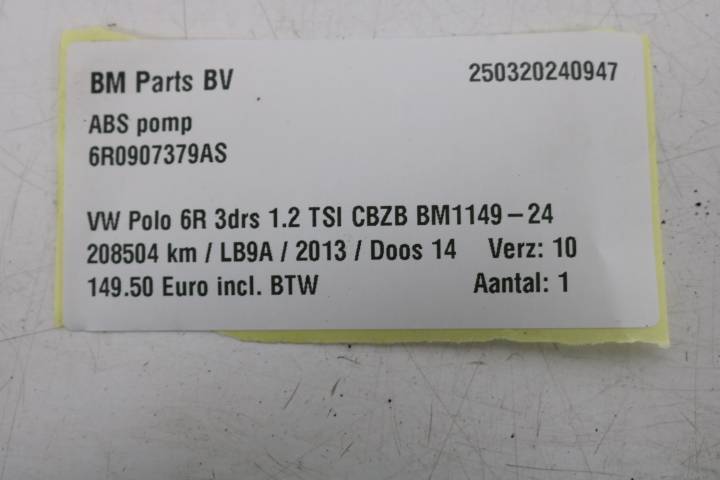 BM Parts BV 250320240947
ABS pomp
6R0907379AS
VW Polo 6R 3drs 1.2 TSI CBZB BM1149-24
208504 km / LB9A / 2013 / Doos 14 Verz: 10
149.50 Euro incl. BTW Aantal: 1